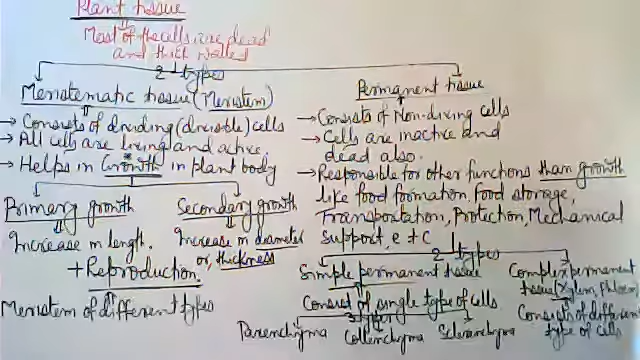 Plant tissue
Most of the cells are dead
and thick walled
2 types
Meristematic tissue (Meristem)
→ Consists of dividing (divisible) cells
→ All cells are living and active.
→ Helps in Growth in plant body
Primary growth
Increase in length.
Secondary growth
Increase in diameter
or, thickness
+ Reproduction.
Meristem of different types
Permanent tissue
→ Consists of Non-diving cells
→ Cells are inactive and
dead also.
→ Responsible for other functions than growth
like food formation, Food storage,
Transportation, Protection, Mechanical
Support, etc
2 types
Simple permanent tissue
Consist of single type of cells
3 types
Parenchyma Collenchyma Sclerenchyma
Complex permanent
tissue (Xylem, Phloem)
Consists of different
type of cells